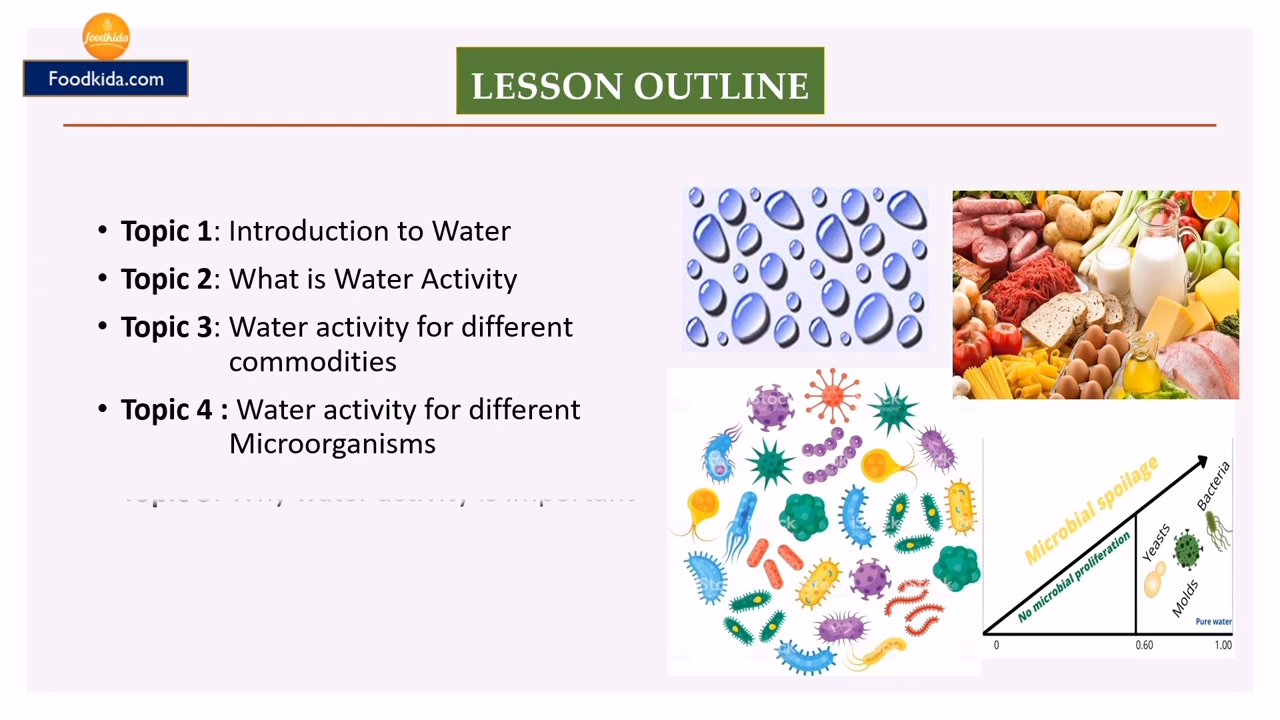 foodkida
Foodkida.com
LESSON OUTLINE
• Topic 1: Introduction to Water
• Topic 2: What is Water Activity
• Topic 3: Water activity for different
commodities
• Topic 4 : Water activity for different
Microorganisms
Microbial spoilage
No microbial proliferation
Yeasts
Molds
Bacteria
Pure water
0
0.60
1.00